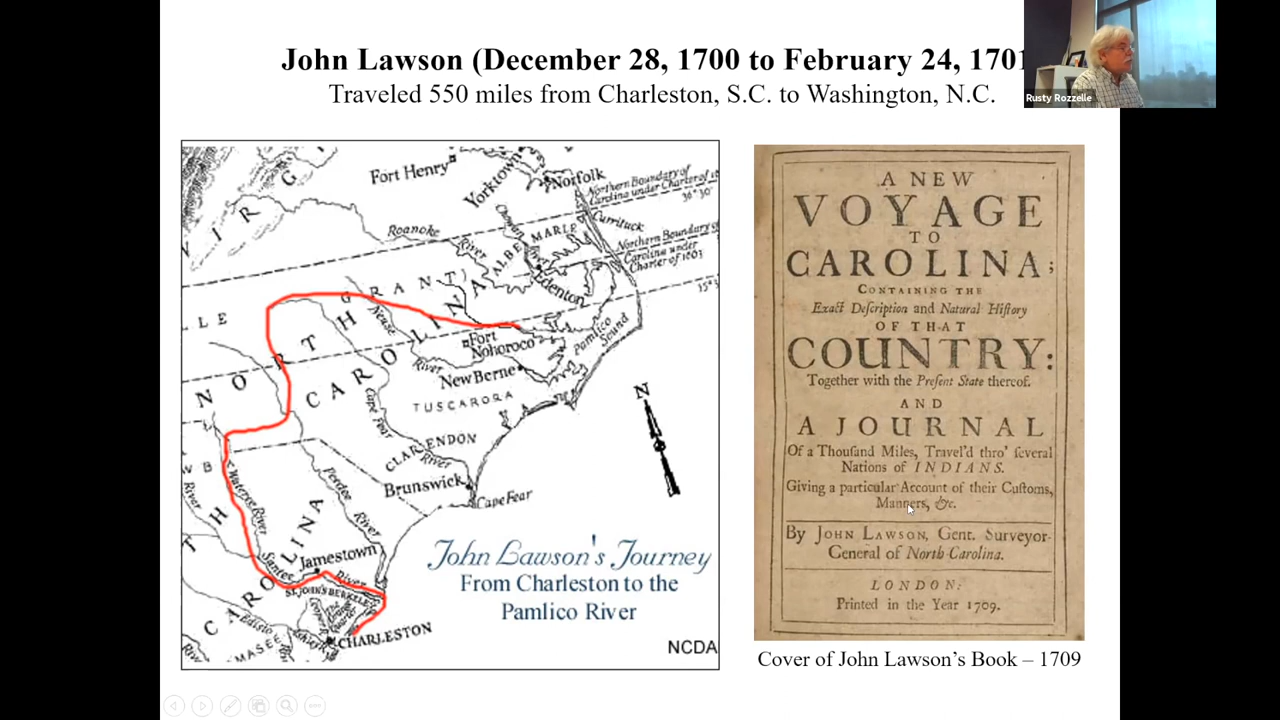 John Lawson (December 28, 1700 to February 24, 1701
Traveled 550 miles from Charleston, S.C. to Washington, N.C.
Rusty Rozzelle
Fort Henry
Yorktown
Norfolk
Northern Boundary of
Carolina under Charter of
36° 30'
Currituck
Roanoke
River
ALBEMARLE
Northern Boundary of
Carolina under
Charter of 1663
Edenton
VIRG
GRANT
NORTH
CAROLINA
Neuse
River
Fort
Nohoroco
Pamlico
Sound
New Berne
TUSCARORA
Cape Fear
River
CLARENDON
Brunswick
Cape Fear
Wateree River
River
Peedee
River
Jamestown
Santee
River
ST. JOHN'S BERKELEY
CAROLINA
Edisto
CHARLESTON
N
John Lawson's Journey
From Charleston to the
Pamlico River
NCDA
A NEW
VOYAGE
TO
CAROLINA;
CONTAINING THE
Exact Description and Natural History
OF THAT
COUNTRY:
Together with the Present State thereof.
AND
A JOURNAL
Of a Thousand Miles, Travel'd thro' several
Nations of INDIANS.
Giving a particular Account of their Customs,
Manners, &c.
By JOHN LAWSON, Gent. Surveyor-
General of North-Carolina.
LONDON:
Printed in the Year 1709.
Cover of John Lawson's Book – 1709